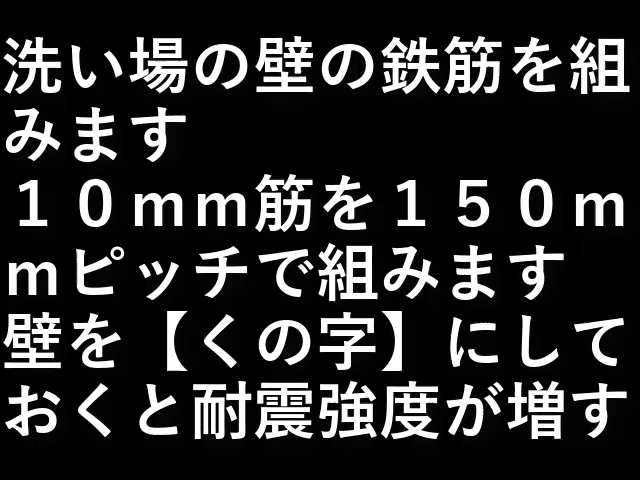 洗い場の壁の鉄筋を組
みます
１０ｍｍ筋を１５０ｍ
ｍピッチで組みます
壁を【くの字】にして
おくと耐震強度が増す